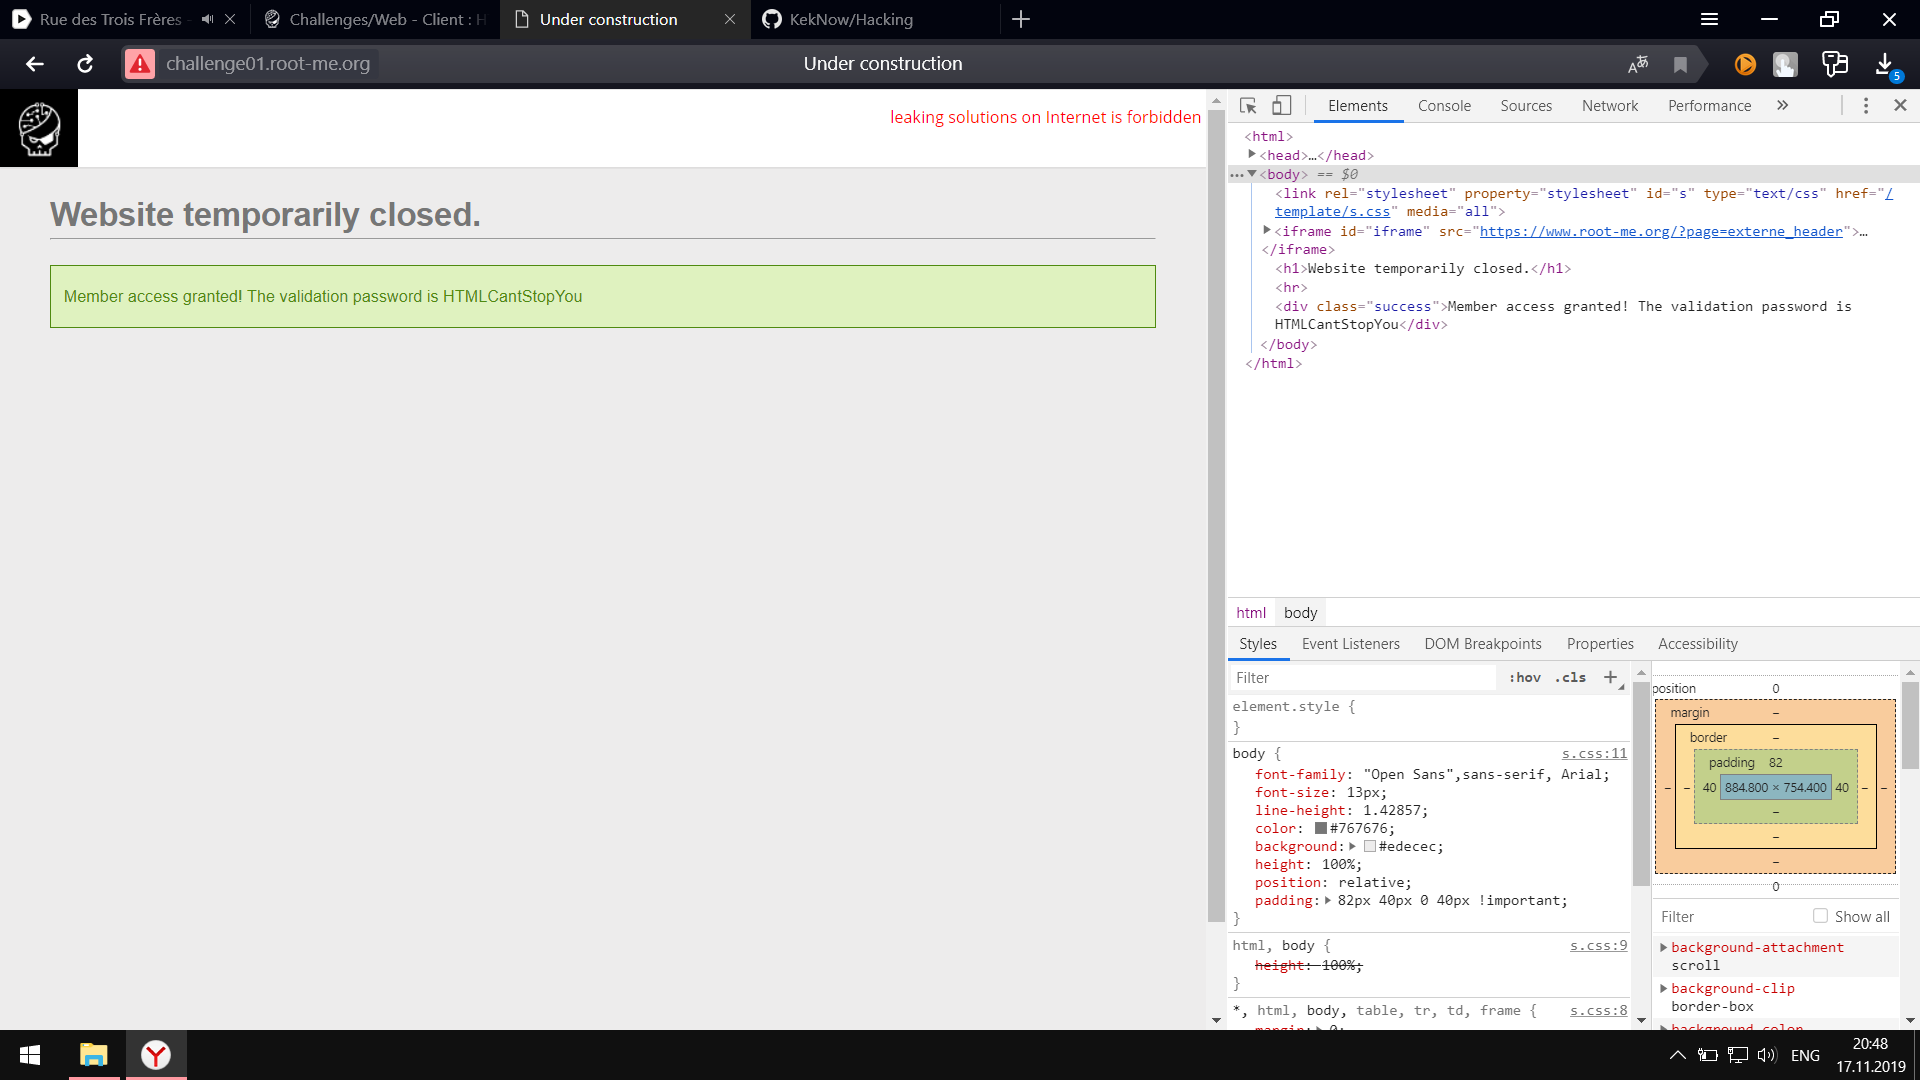 Rue des Trois Frères -
Challenges/Web - Client : H
Under construction
KekNow/Hacking
challenge01.root-me.org
Under construction
5
leaking solutions on Internet is forbidden
Website temporarily closed.
Member access granted! The validation password is HTMLCantStopYou
Elements Console Sources Network Performance »
<html>
<head>…</head>
<body> == $0
<link rel="stylesheet" property="stylesheet" id="s" type="text/css" href="/
template/s.css" media="all">
<iframe id="iframe" src="https://www.root-me.org/?page=externe_header">…
</iframe>
<h1>Website temporarily closed.</h1>
<hr>
<div class="success">Member access granted! The validation password is
HTMLCantStopYou</div>
</body>
</html>
html body
Styles Event Listeners DOM Breakpoints Properties Accessibility
Filter :hov .cls +
element.style {
}
body { s.css:11
font-family: "Open Sans",sans-serif, Arial;
font-size: 13px;
line-height: 1.42857;
color: #767676;
background: #edecec;
height: 100%;
position: relative;
padding: 82px 40px 0 40px !important;
}
html, body { s.css:9
height: 100%;
}
*, html, body, table, tr, td, frame { s.css:8
margin: 0;
position 0
margin –
border –
padding 82
– – 40 884.800 × 754.400 40 – –
–
–
–
0
Filter Show all
background-attachment
scroll
background-clip
border-box
background-color
ENG
20:48
17.11.2019